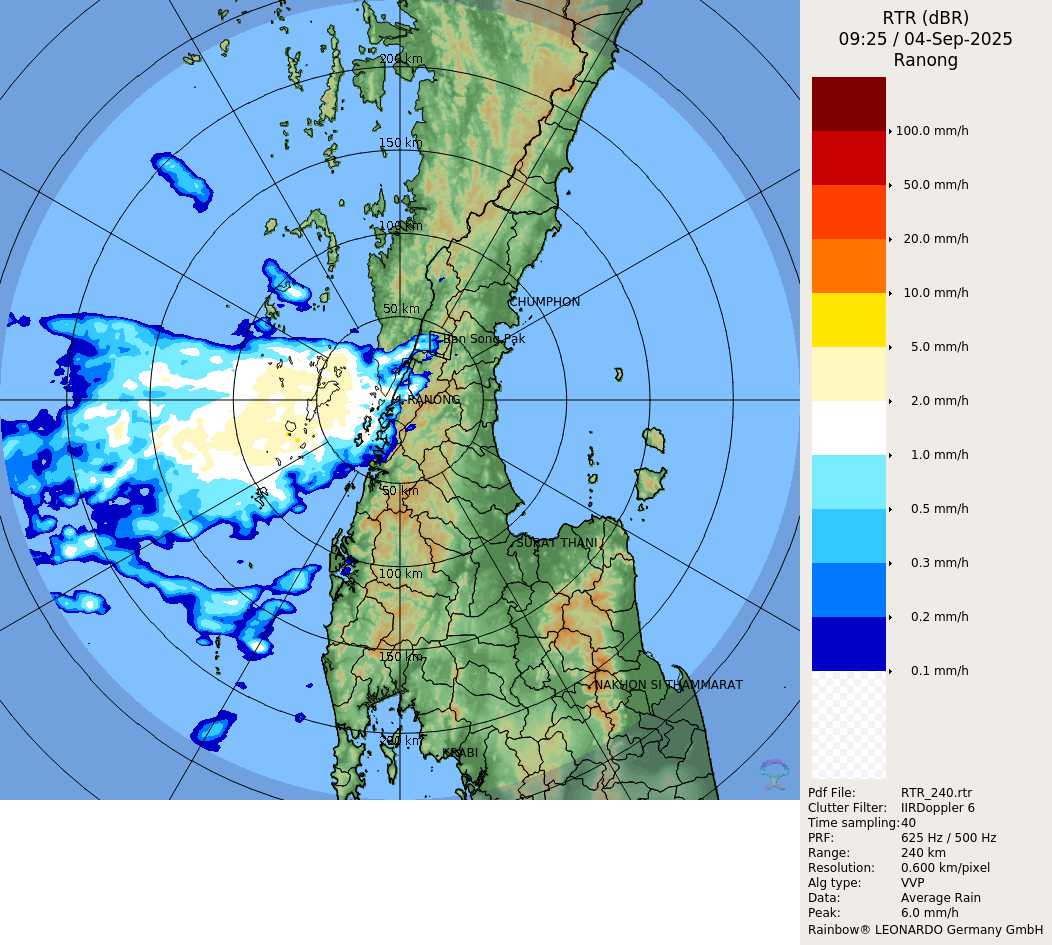 RTR (dBR)
09:25 / 04-Sep-2025
Ranong
200 km
150 km
100 km
50 km
CHUMPHON
Ban Song Pak
RANONG
50 km
SURAT THANI
100 km
150 km
NAKHON SI THAMMARAT
200 km
KRABI
100.0 mm/h
50.0 mm/h
20.0 mm/h
10.0 mm/h
5.0 mm/h
2.0 mm/h
1.0 mm/h
0.5 mm/h
0.3 mm/h
0.2 mm/h
0.1 mm/h
Pdf File: RTR_240.rtr
Clutter Filter: IIRDoppler 6
Time sampling: 40
PRF: 625 Hz / 500 Hz
Range: 240 km
Resolution: 0.600 km/pixel
Alg type: VVP
Data: Average Rain
Peak: 6.0 mm/h
Rainbow® LEONARDO Germany GmbH